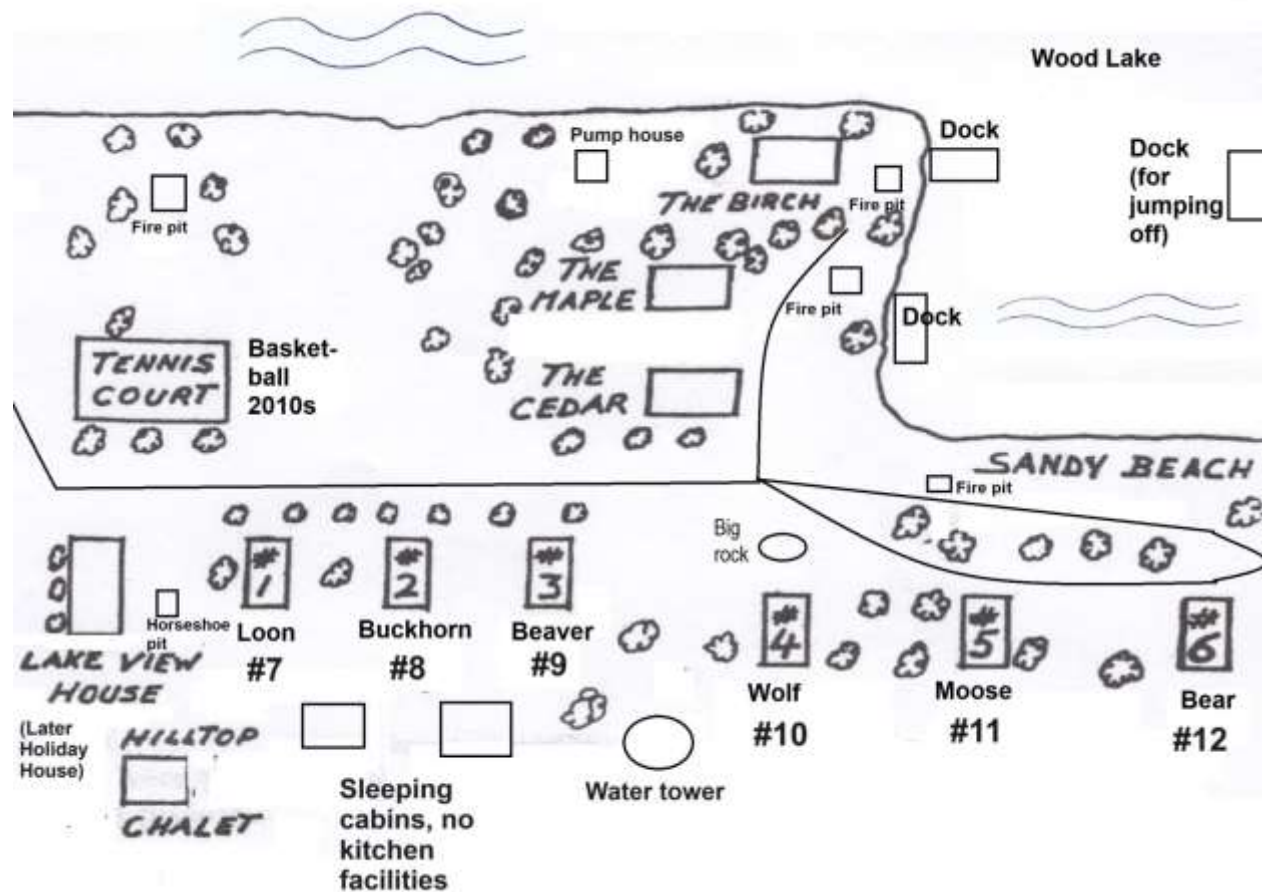 Wood Lake
Pump house
Dock
Dock
(for
jumping
off)
THE BIRCH
Fire pit
Fire pit
THE
MAPLE
Fire pit
Dock
TENNIS
COURT
Basket-
ball
2010s
THE
CEDAR
SANDY BEACH
Fire pit
Big
rock
#
1
#
2
#
3
#
4
#
5
#
6
Horseshoe
pit
Loon
#7
Buckhorn
#8
Beaver
#9
Wolf
#10
Moose
#11
Bear
#12
LAKE VIEW
HOUSE
(Later
Holiday
House)
HILLTOP
CHALET
Sleeping
cabins, no
kitchen
facilities
Water tower